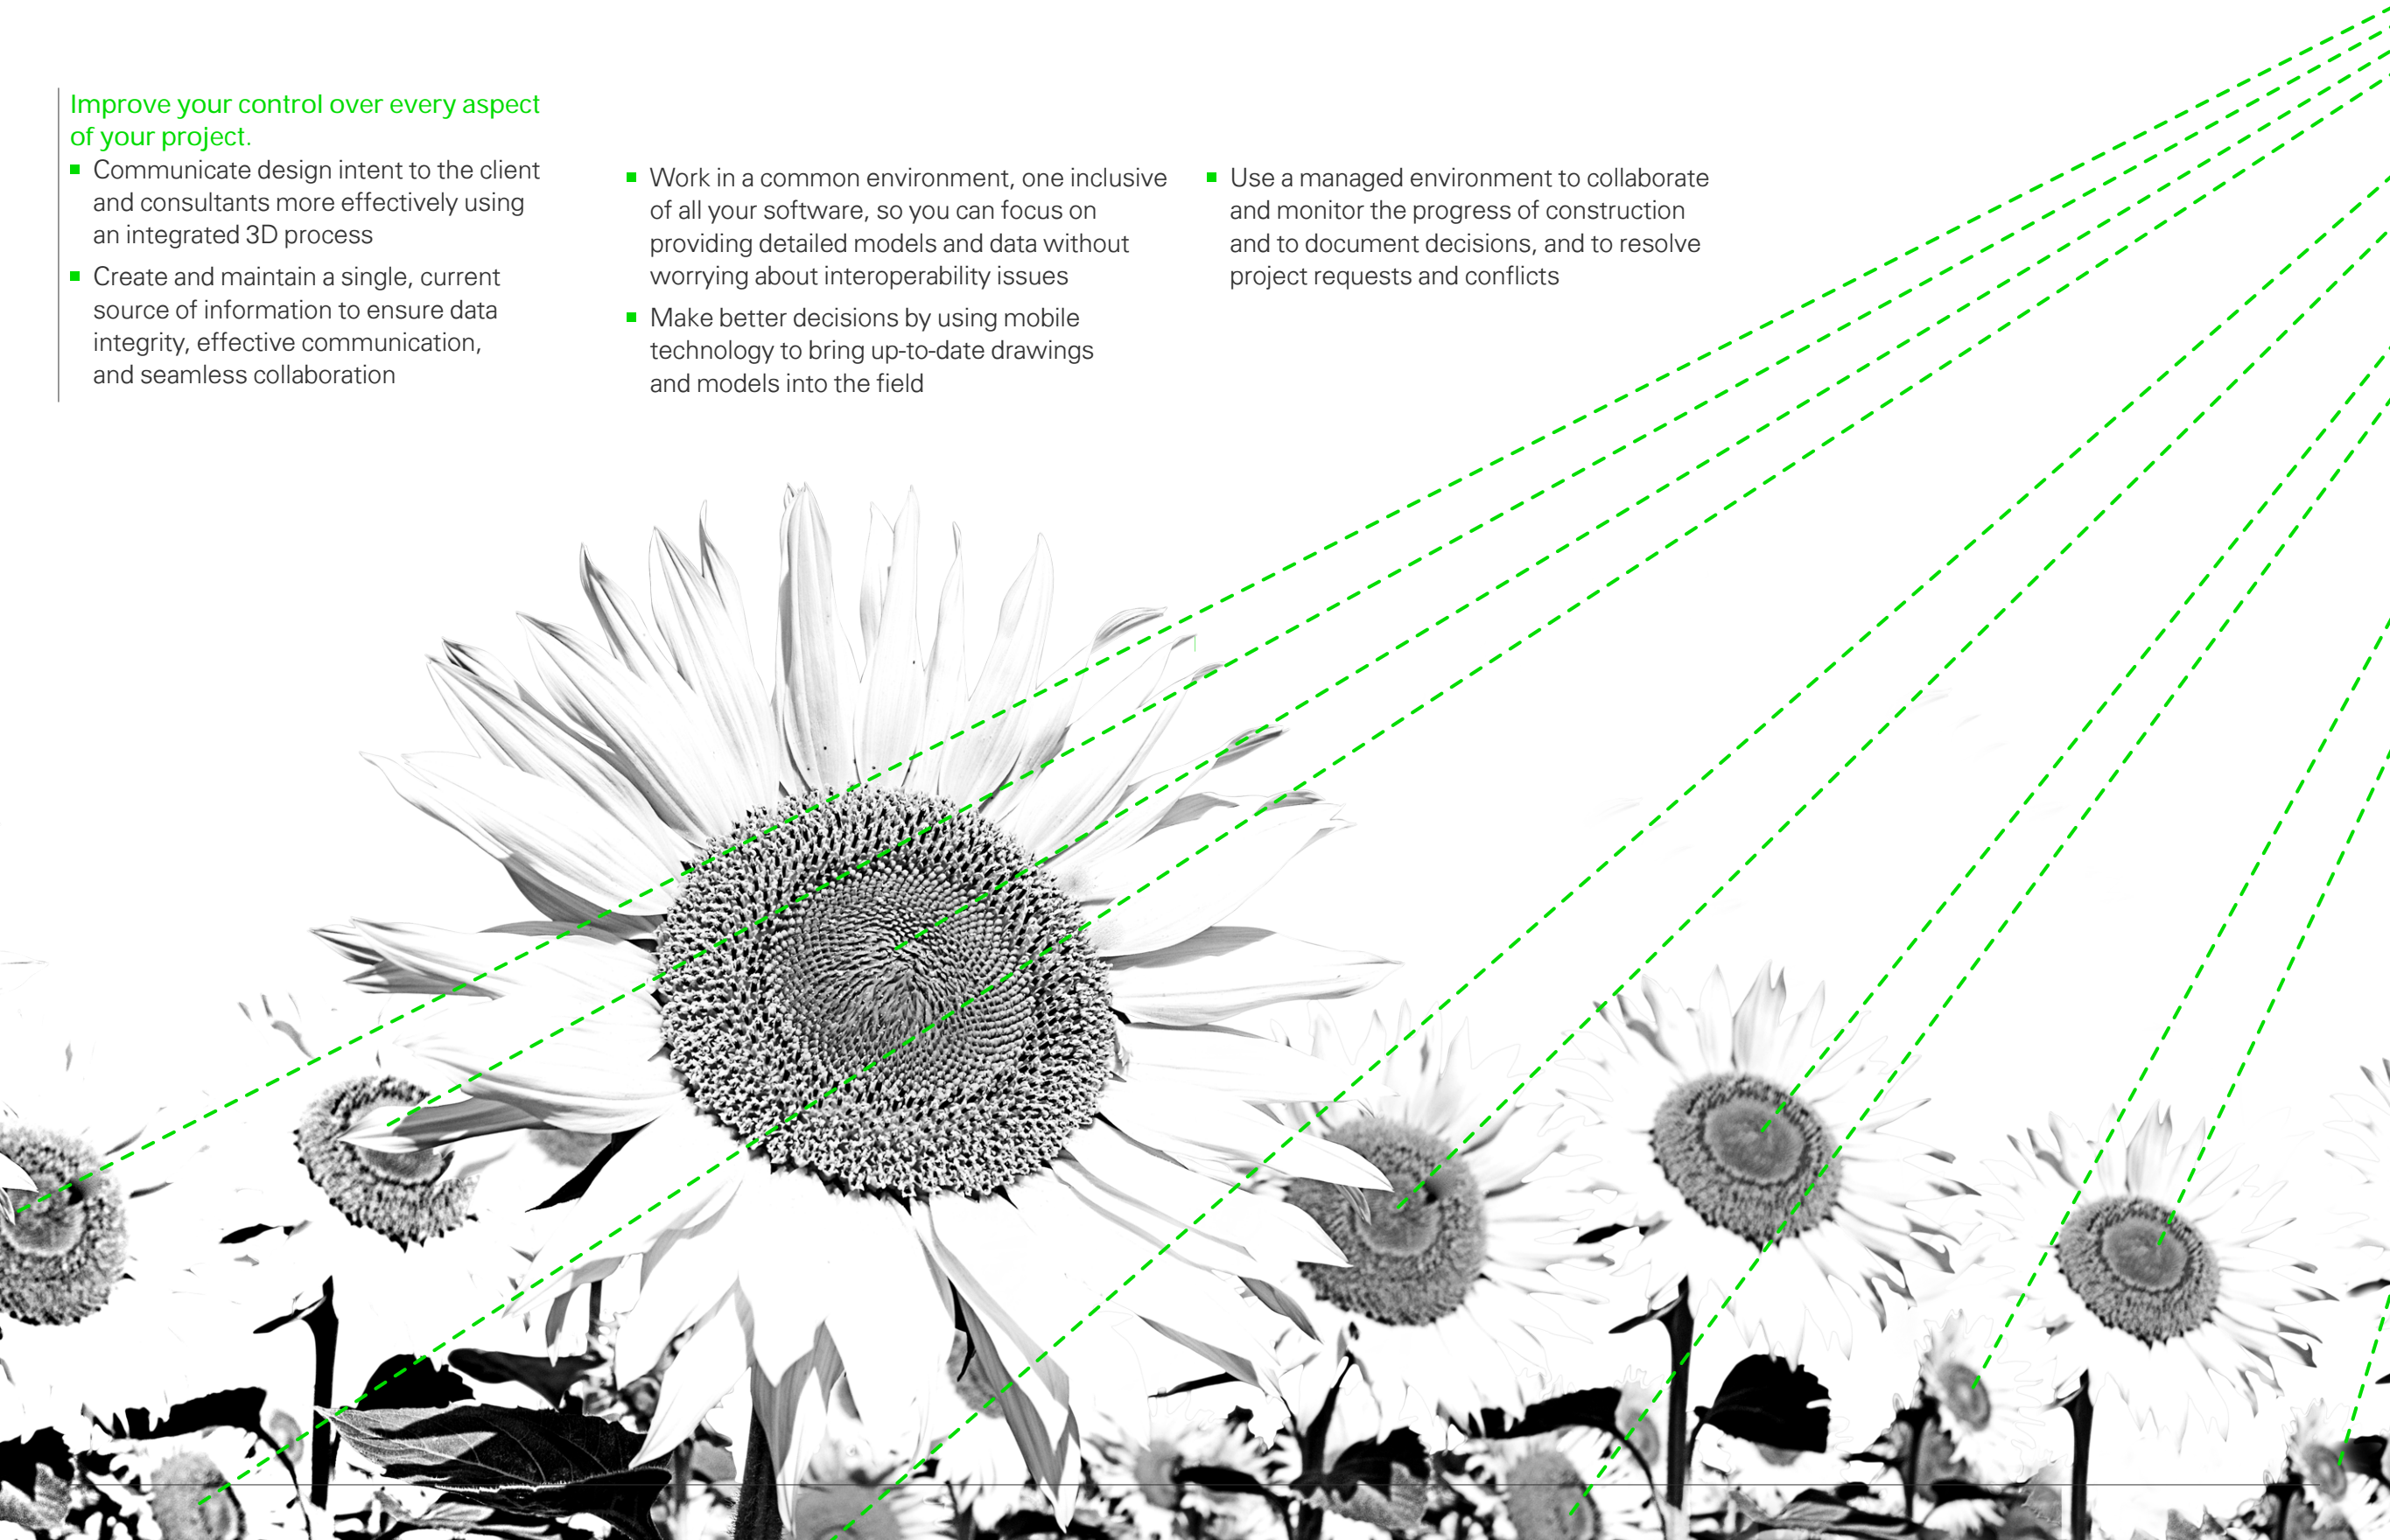 Improve your control over every aspect
of your project.
Communicate design intent to the client
and consultants more effectively using
an integrated 3D process
Create and maintain a single, current
source of information to ensure data
integrity, effective communication,
and seamless collaboration
Work in a common environment, one inclusive
of all your software, so you can focus on
providing detailed models and data without
worrying about interoperability issues
Make better decisions by using mobile
technology to bring up-to-date drawings
and models into the field
Use a managed environment to collaborate
and monitor the progress of construction
and to document decisions, and to resolve
project requests and conflicts